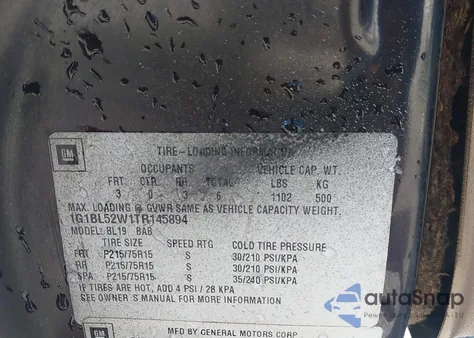 GM
TIRE-LOADING INFORMATION
OCCUPANTS VEHICLE CAP. WT.
FRT CTR RR TOTAL LBS KG
3 0 3 6 1102 500
MAX. LOADING @ GVWR SAME AS VEHICLE CAPACITY WEIGHT.
1G1BL52W1TR145894
MODEL: BL19 BAB
TIRE SIZE SPEED RTG COLD TIRE PRESSURE
FRT P215/75R15 S 30/210 PSI/KPA
RR P215/75R15 S 30/210 PSI/KPA
SPA P215/75R15 S 35/240 PSI/KPA
IF TIRES ARE HOT, ADD 4 PSI / 28 KPA
SEE OWNER'S MANUAL FOR MORE INFORMATION
GM
MFD BY GENERAL MOTORS CORP
autoSnap